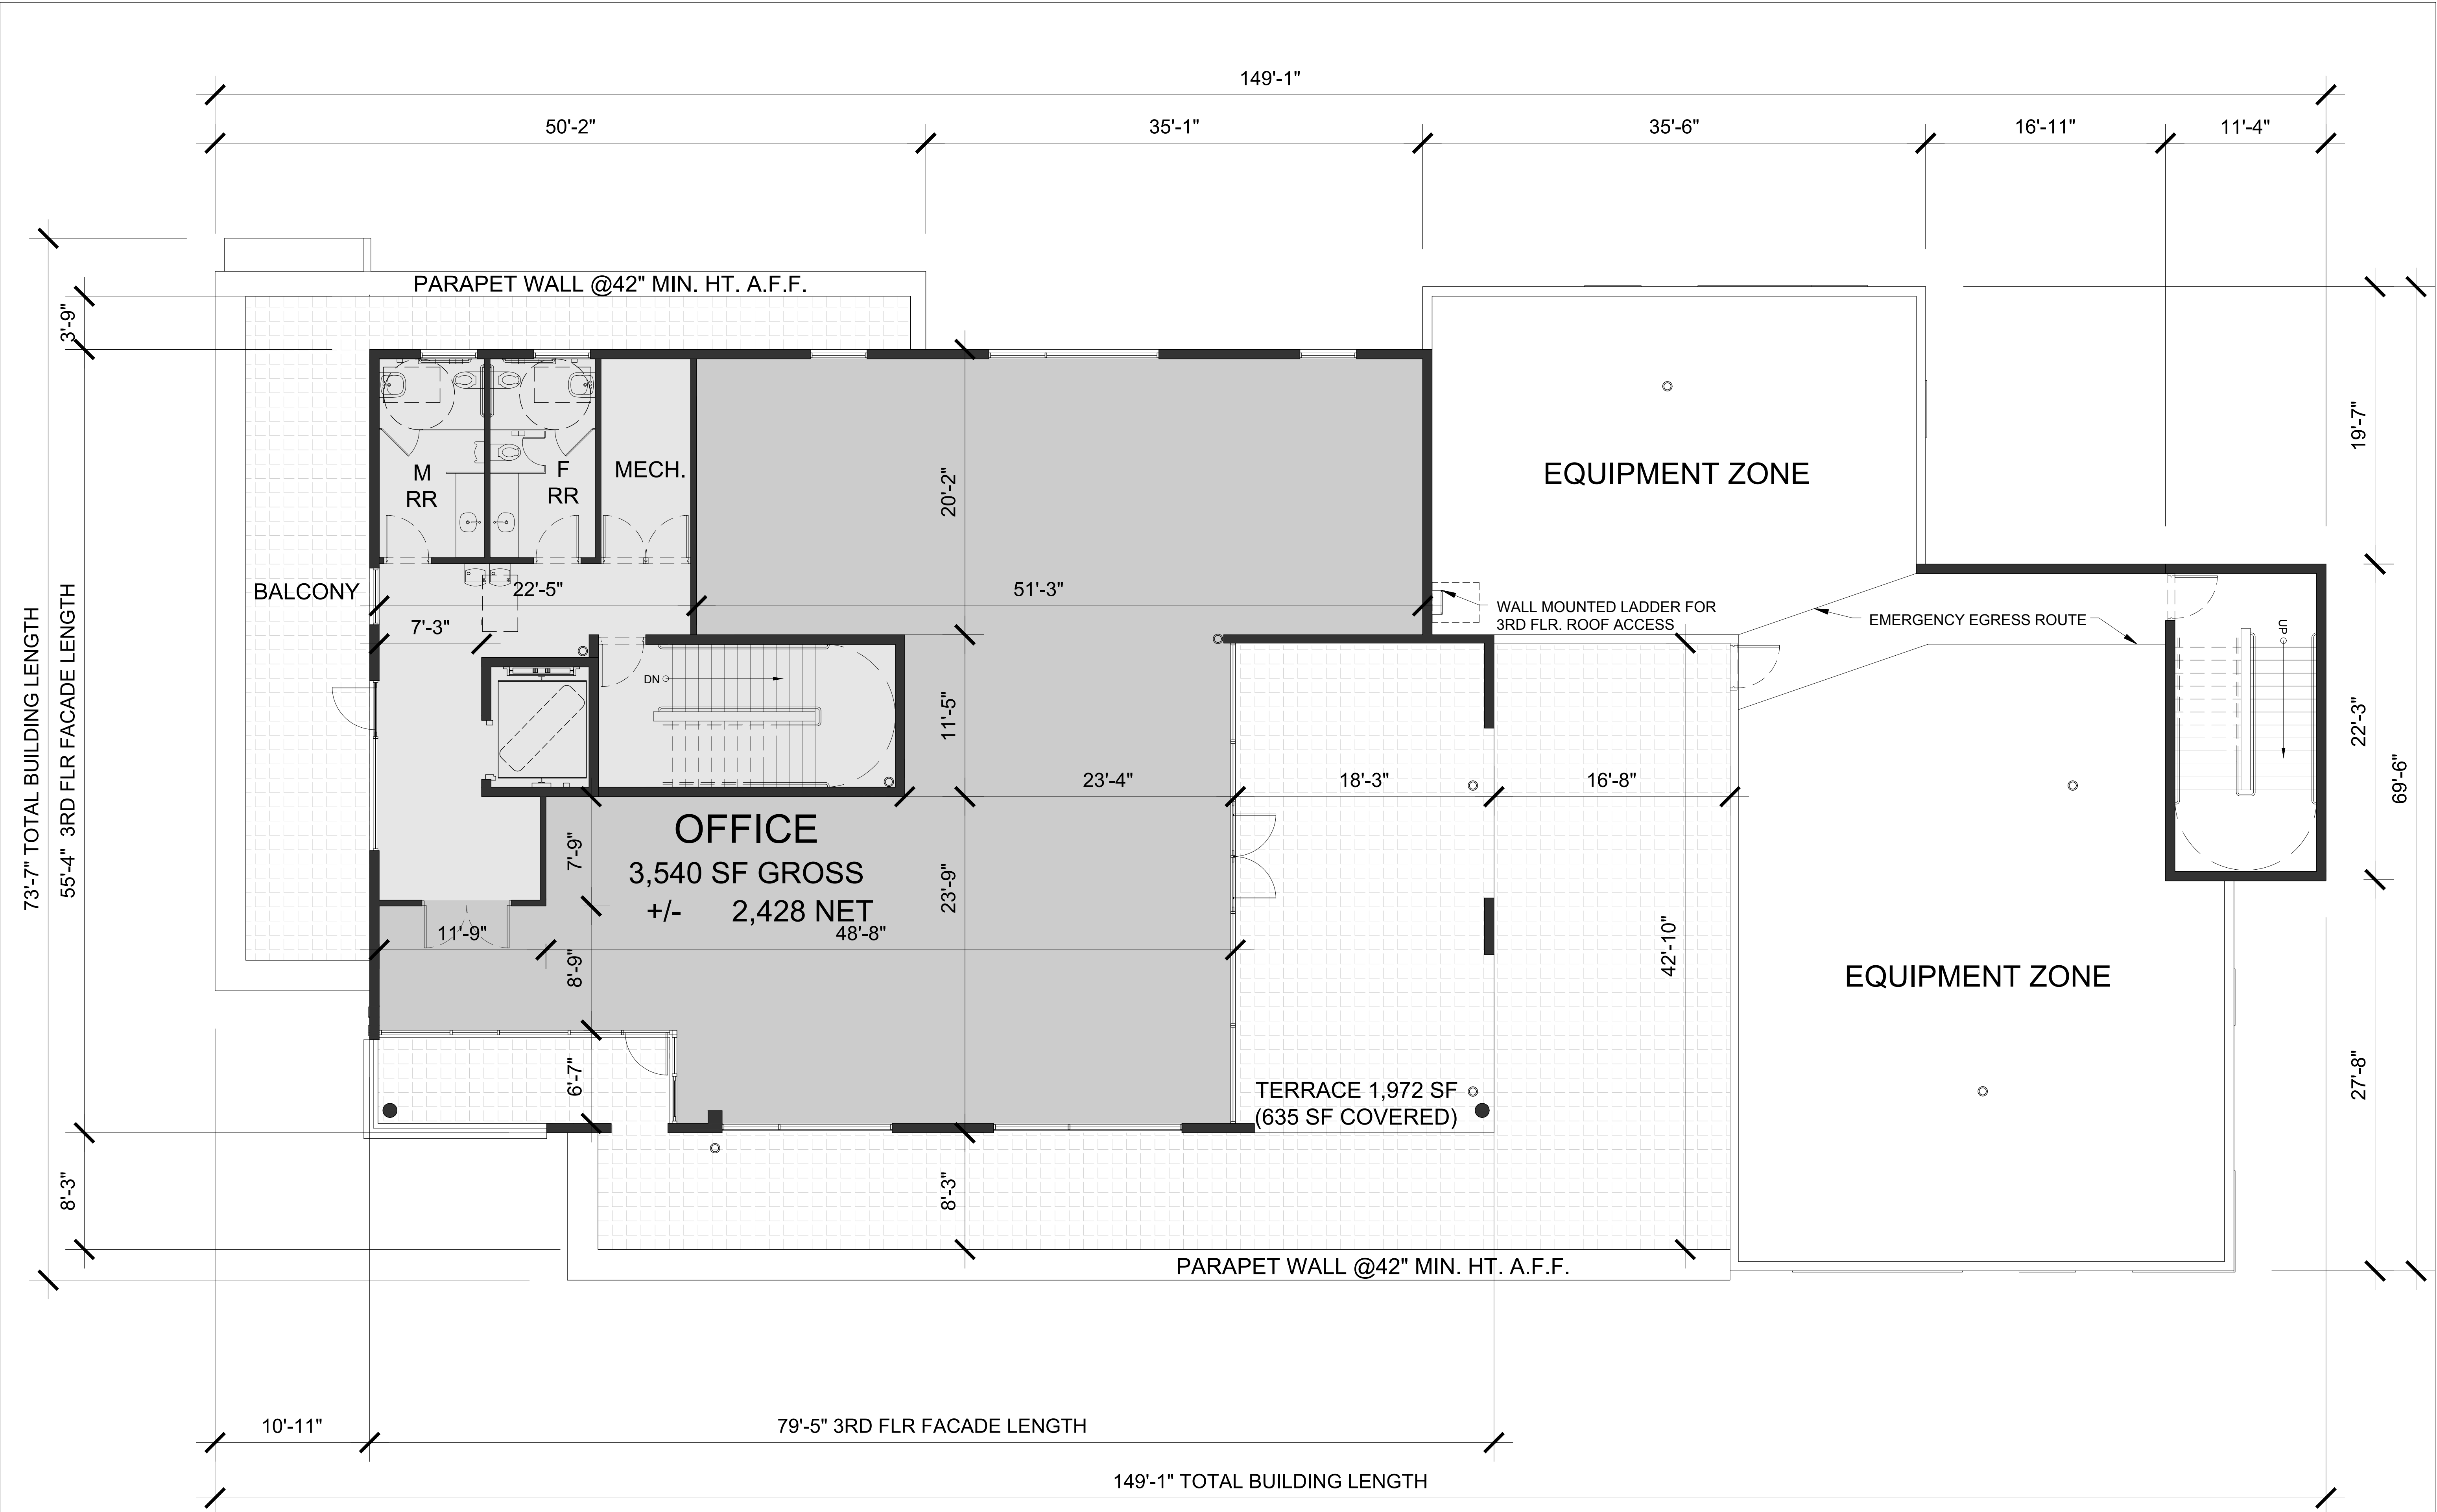 149'-1"
50'-2"
35'-1"
35'-6"
16'-11"
11'-4"
PARAPET WALL @42" MIN. HT. A.F.F.
3'-9"
19'-7"
M
RR
F
RR
MECH.
20'-2"
EQUIPMENT ZONE
BALCONY
22'-5"
51'-3"
7'-3"
WALL MOUNTED LADDER FOR
3RD FLR. ROOF ACCESS
EMERGENCY EGRESS ROUTE
UP
DN
11'-5"
22'-3"
69'-6"
73'-7" TOTAL BUILDING LENGTH
55'-4" 3RD FLR FACADE LENGTH
23'-4"
18'-3"
16'-8"
OFFICE
3,540 SF GROSS
+/- 2,428 NET
7'-9"
23'-9"
11'-9"
48'-8"
8'-9"
42'-10"
EQUIPMENT ZONE
6'-7"
TERRACE 1,972 SF
(635 SF COVERED)
27'-8"
8'-3"
8'-3"
PARAPET WALL @42" MIN. HT. A.F.F.
10'-11"
79'-5" 3RD FLR FACADE LENGTH
149'-1" TOTAL BUILDING LENGTH